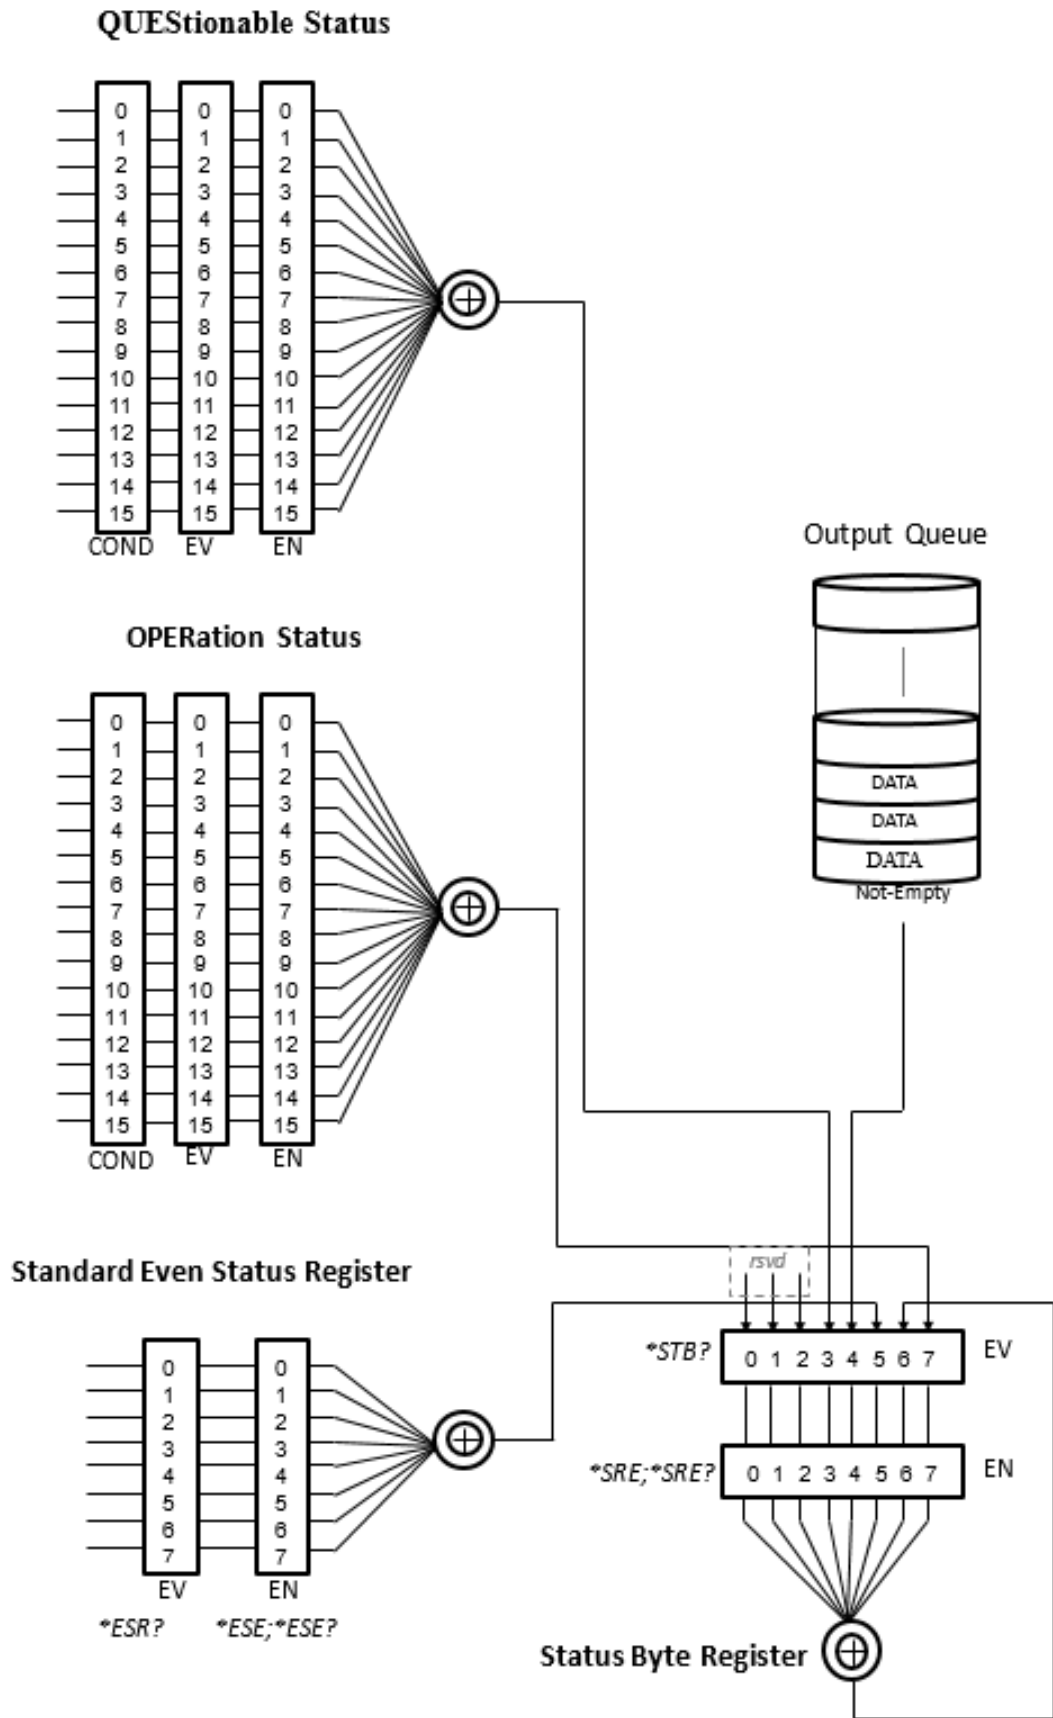 QUEStionable Status
0 0 0
1 1 1
2 2 2
3 3 3
4 4 4
5 5 5
6 6 6
7 7 7
8 8 8
9 9 9
10 10 10
11 11 11
12 12 12
13 13 13
14 14 14
15 15 15
COND EV EN
Output Queue
DATA
DATA
DATA
Not-Empty
OPERation Status
0 0 0
1 1 1
2 2 2
3 3 3
4 4 4
5 5 5
6 6 6
7 7 7
8 8 8
9 9 9
10 10 10
11 11 11
12 12 12
13 13 13
14 14 14
15 15 15
COND EV EN
Standard Even Status Register
0 0
1 1
2 2
3 3
4 4
5 5
6 6
7 7
EV EN
*ESR? *ESE;*ESE?
rsvd
*STB? 0 1 2 3 4 5 6 7 EV
*SRE;*SRE? 0 1 2 3 4 5 6 7 EN
Status Byte Register